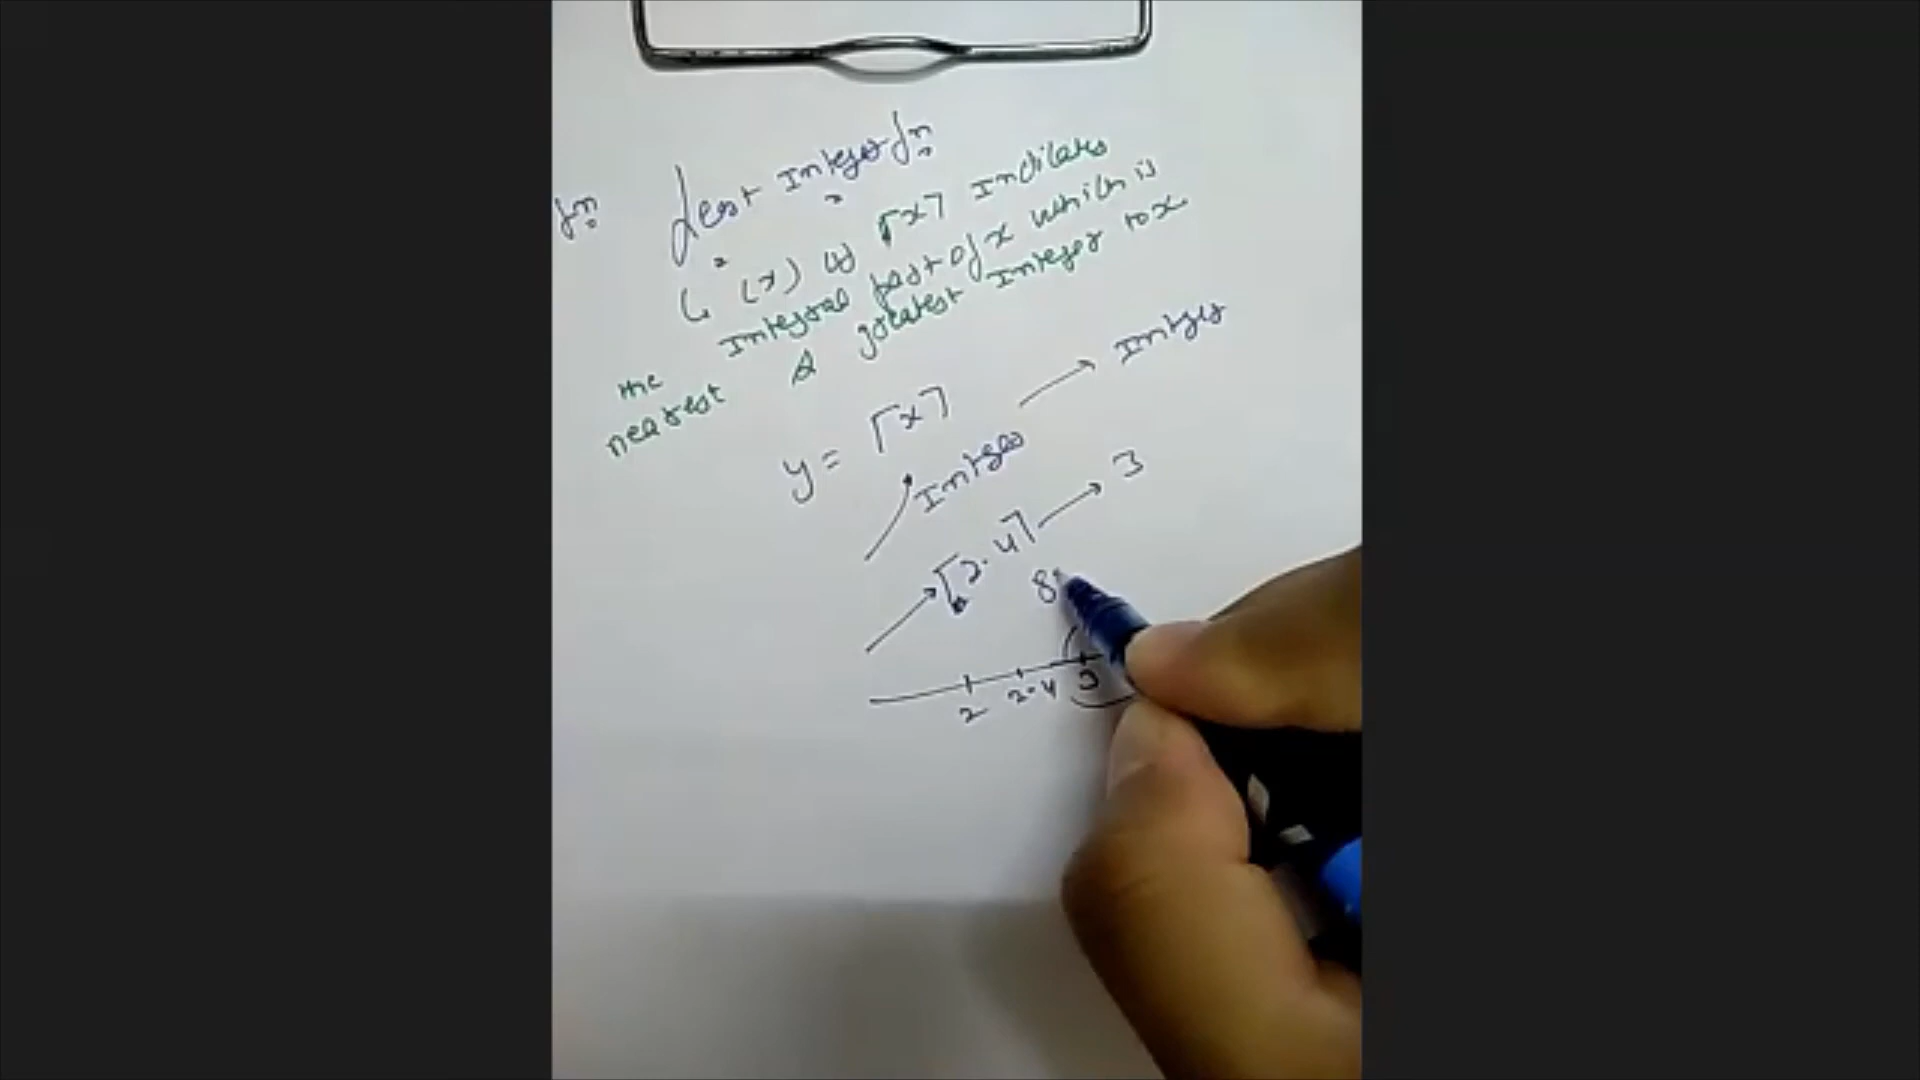 fn:
Least Integer fn:
↳ (x) or ⌈x⌉ Indicates
the Integral part of x which is
nearest & greatest Integer to x
y = ⌈x⌉ → Integer
Integer
⌈2.4⌉ → 3
2 2.4 3